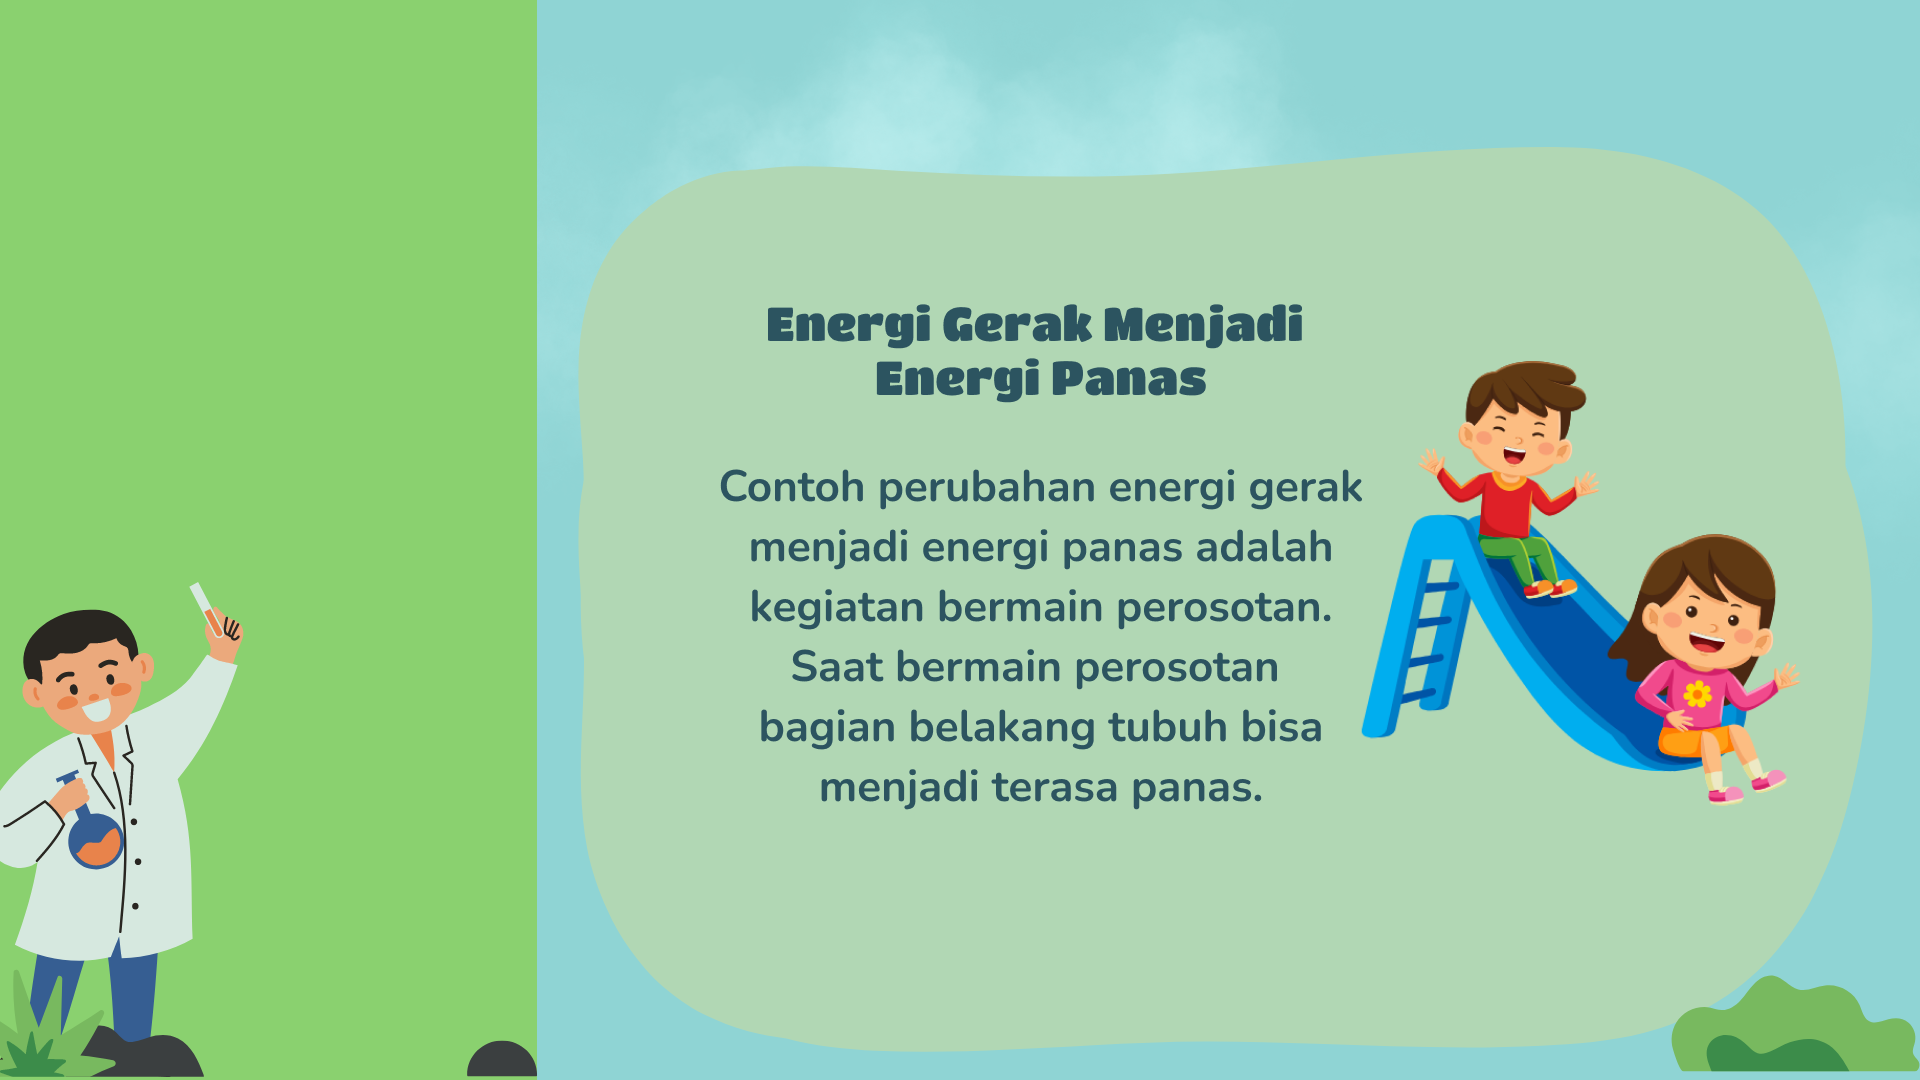 Energi Gerak Menjadi
Energi Panas
Contoh perubahan energi gerak
menjadi energi panas adalah
kegiatan bermain perosotan.
Saat bermain perosotan
bagian belakang tubuh bisa
menjadi terasa panas.